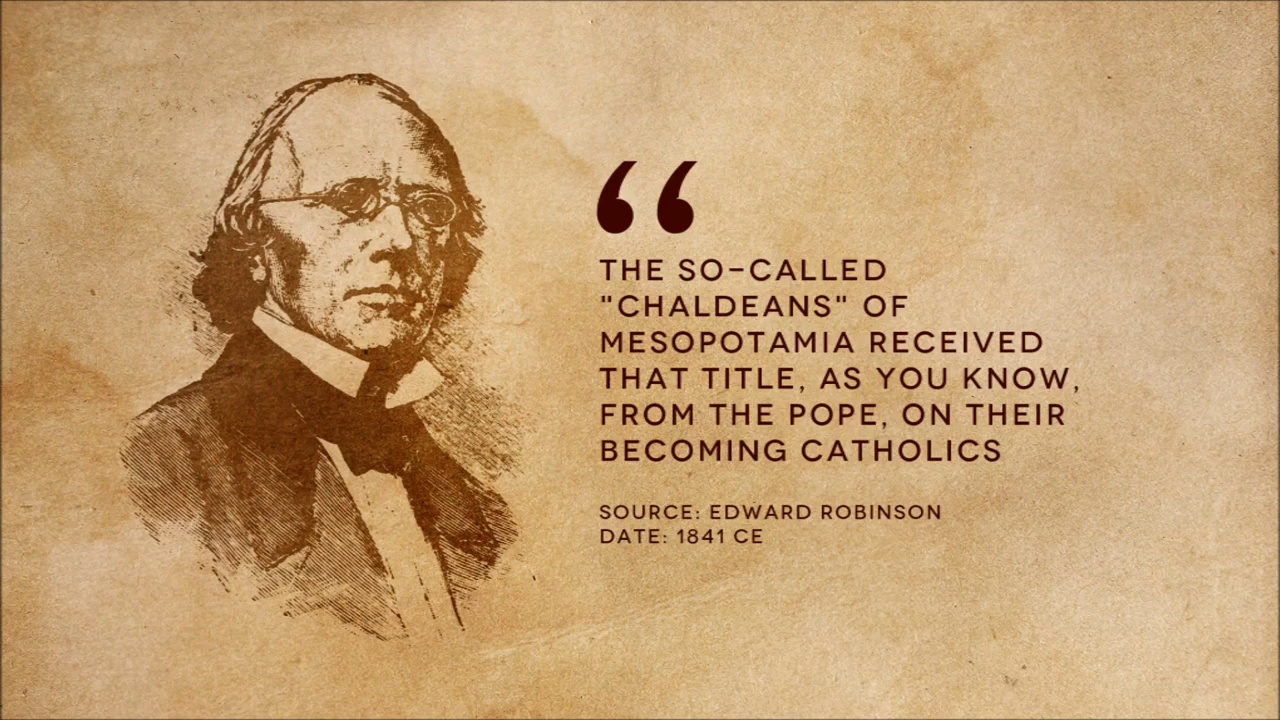 “
THE SO-CALLED
"CHALDEANS" OF
MESOPOTAMIA RECEIVED
THAT TITLE, AS YOU KNOW,
FROM THE POPE, ON THEIR
BECOMING CATHOLICS
SOURCE: EDWARD ROBINSON
DATE: 1841 CE